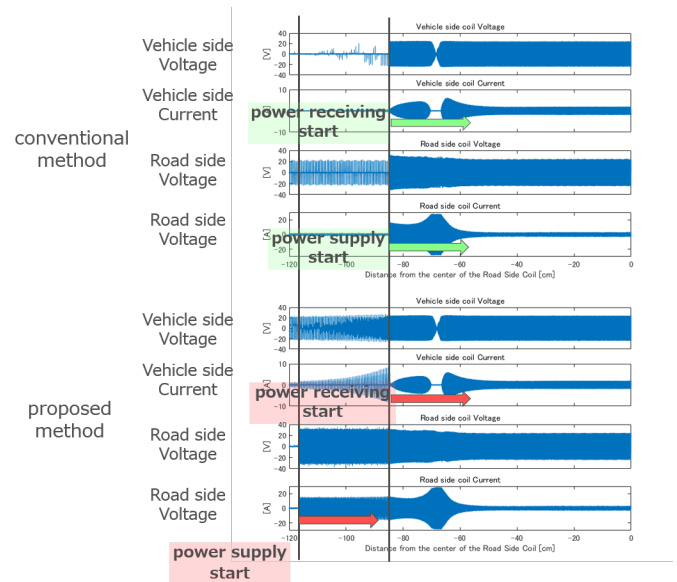 conventional
method
Vehicle side
Voltage
Vehicle side coil Voltage
[V]
40
20
0
-20
-40
Vehicle side
Current
Vehicle side coil Current
10
-10
power receiving
start
Road side
Voltage
Road side coil Voltage
[V]
40
20
0
-20
-40
Road side
Voltage
Road side coil Current
[A]
20
0
-20
power supply
start
-120 -100 -80 -60 -40 -20 0
Distance from the center of the Road Side Coil [cm]
proposed
method
Vehicle side
Voltage
Vehicle side coil Voltage
[V]
40
20
0
-20
-40
Vehicle side
Current
Vehicle side coil Current
[A]
10
5
0
-10
power receiving
start
Road side
Voltage
Road side coil Voltage
[V]
40
20
0
-20
-40
Road side
Voltage
Road side coil Current
[A]
20
0
-20
-120 -100 -80 -60 -40 -20 0
Distance from the center of the Road Side Coil [cm]
power supply
start